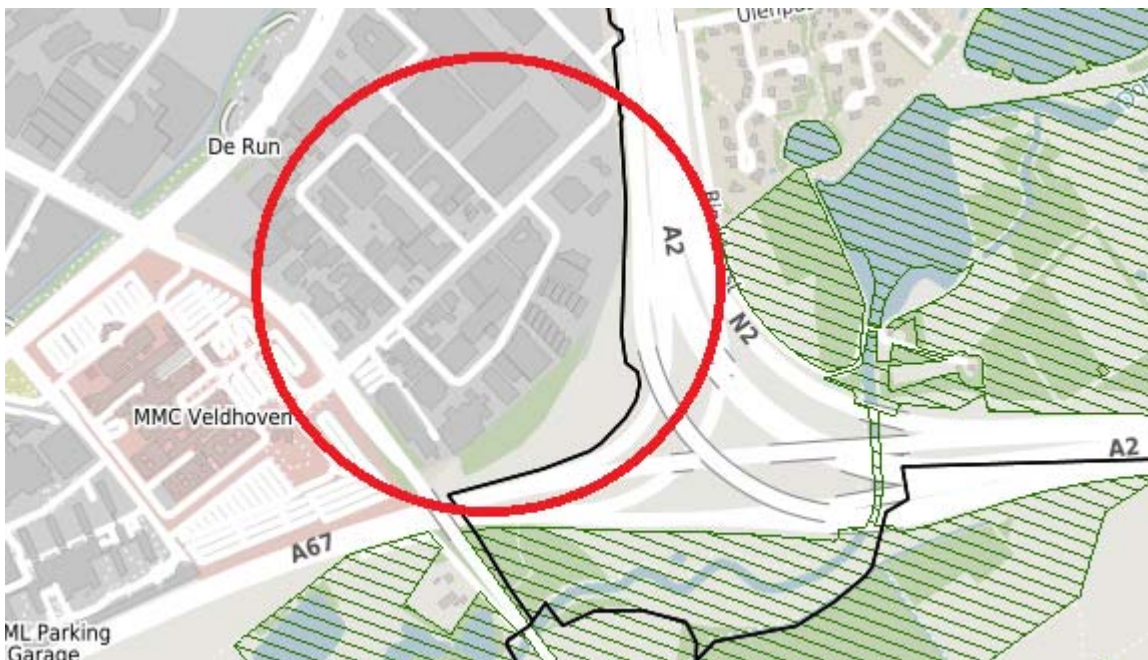 De Run
A2
N2
MMC Veldhoven
A2
A67
ML Parking
Garage